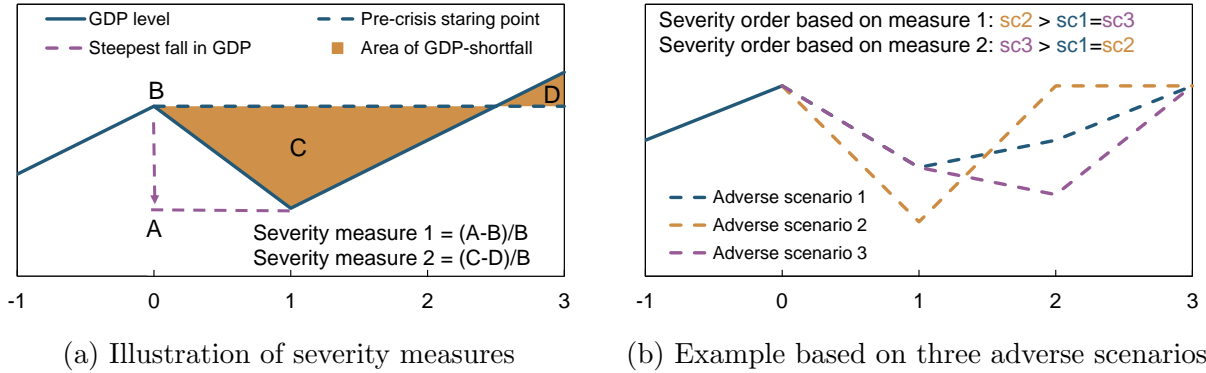 GDP level
Pre-crisis staring point
Steepest fall in GDP
Area of GDP-shortfall
B
D
C
A
Severity measure 1 = (A-B)/B
Severity measure 2 = (C-D)/B
-1 0 1 2 3
(a) Illustration of severity measures
Severity order based on measure 1: sc2 > sc1=sc3
Severity order based on measure 2: sc3 > sc1=sc2
Adverse scenario 1
Adverse scenario 2
Adverse scenario 3
-1 0 1 2 3
(b) Example based on three adverse scenarios